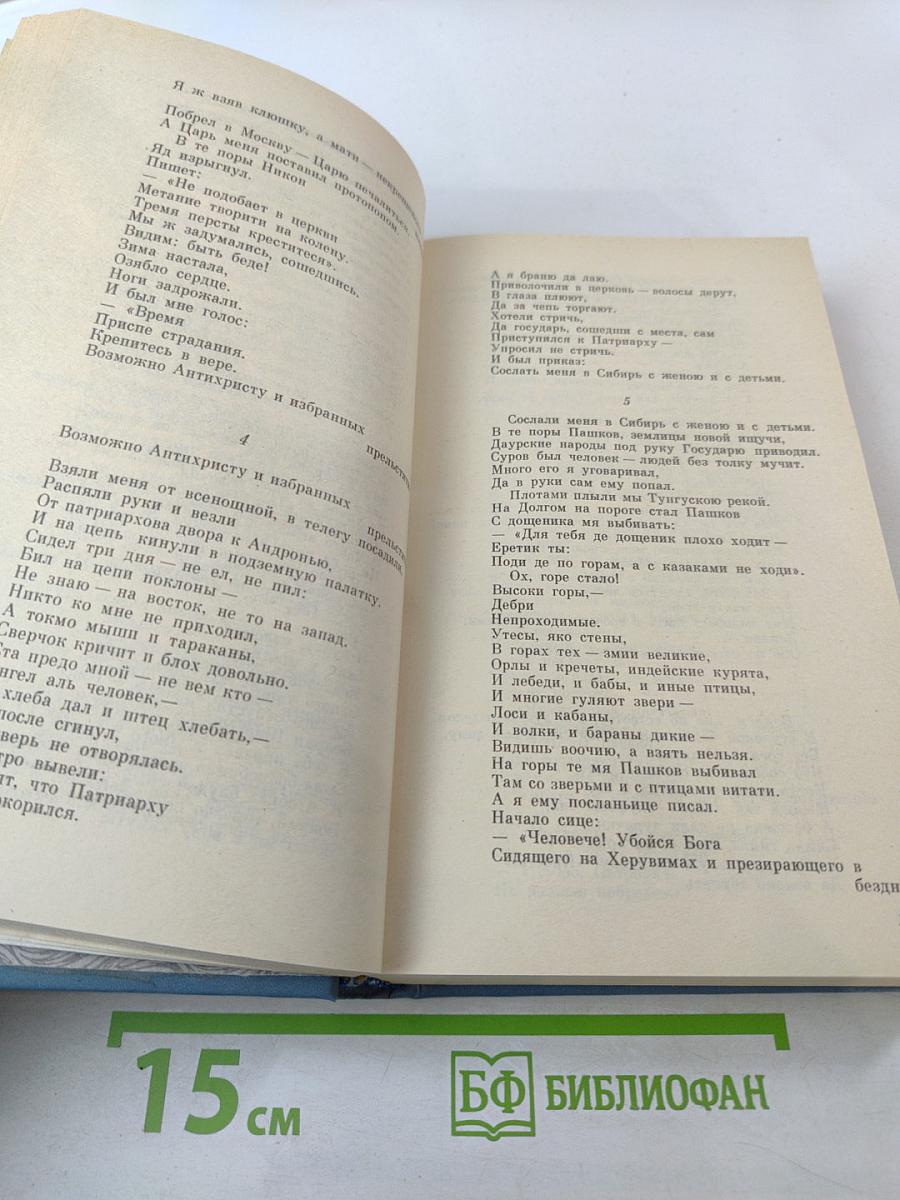 Я ж взяв клюшку, а мати —
Побрел в Москву — Царю печалиться.
А Царь меня поставил протопопом.
В те поры Никон
Яд изрыгнул.
Пишет:
— «Не подобает в церкви
Метание творити на колену.
Тремя персты креститеся».
Мы ж задумались, сошедшись.
Видим: быть беде!
Зима настала,
Озябло сердце.
Ноги задрожали.
И был мне голос:
— «Время
Приспе страдания.
Крепитесь в вере.
Возможно Антихристу и избранных
прельстити
4
Возможно Антихристу и избранных
прельстити
Взяли меня от всенощной, в телегу посадили,
Распяли руки и везли
От патриархова двора к Андронью,
И на цепь кинули в подземную палатку.
Сидел три дня — не ел, не пил:
Бил на цепи поклоны —
Не знаю — на восток, не то на запад.
Никто ко мне не приходил,
А токмо мыши и тараканы,
Сверчок кричит и блох довольно.
ста предо мной — не вем кто —
нгел аль человек,—
хлеба дал и штец хлебать,—
после сгинул,
верь не отворялась.
тро вывели:
ят, что Патриарху
окорился.
А я браню да лаю.
Приволочили в церковь — волосы дерут,
В глаза плюют,
Да за чепь торгают.
Хотели стричь,
Да государь, сошедши с места, сам
Приступился к Патриарху —
Упросил не стричь.
И был приказ:
Сослать меня в Сибирь с женою и с детьми.
5
Сослали меня в Сибирь с женою и с детьми.
В те поры Пашков, землицы новой ищучи,
Даурские народы под руку Государю приводил.
Суров был человек — людей без толку мучит.
Много его я уговаривал,
Да в руки сам ему попал.
Плотами плыли мы Тунгускою рекой.
На Долгом на пороге стал Пашков
С дощеника мя выбивать:
— «Для тебя де дощеник плохо ходит —
Еретик ты:
Поди де по горам, а с казаками не ходи».
Ох, горе стало!
Высоки горы,—
Дебри
Непроходимые.
Утесы, яко стены,
В горах тех — змии великие,
Орлы и кречеты, индейские курята,
И лебеди, и бабы, и иные птицы,
И многие гуляют звери —
Лоси и кабаны,
И волки, и бараны дикие —
Видишь воочию, а взять нельзя.
На горы те мя Пашков выбивал
Там со зверьми и с птицами витати.
А я ему посланьице писал.
Начало сице:
— «Человече! Убойся Бога
Сидящего на Херувимах и презирающего в
бездн
15 см
БФ БИБЛИОФАН